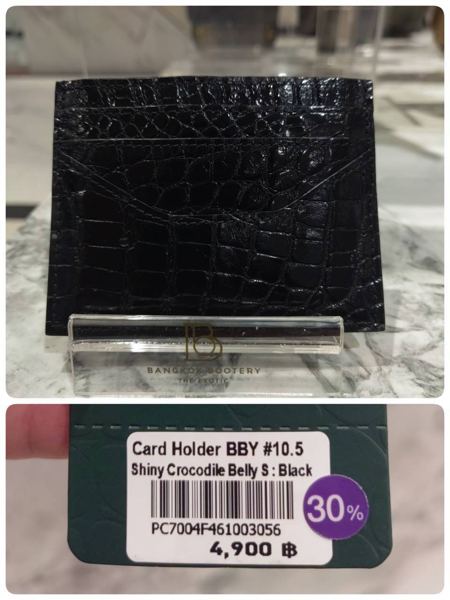 B
BANGKOK BOOTERY
THE EXOTIC
Card Holder BBY #10.5
Shiny Crocodile Belly S : Black
PC7004F461003056
4,900 ฿
30%